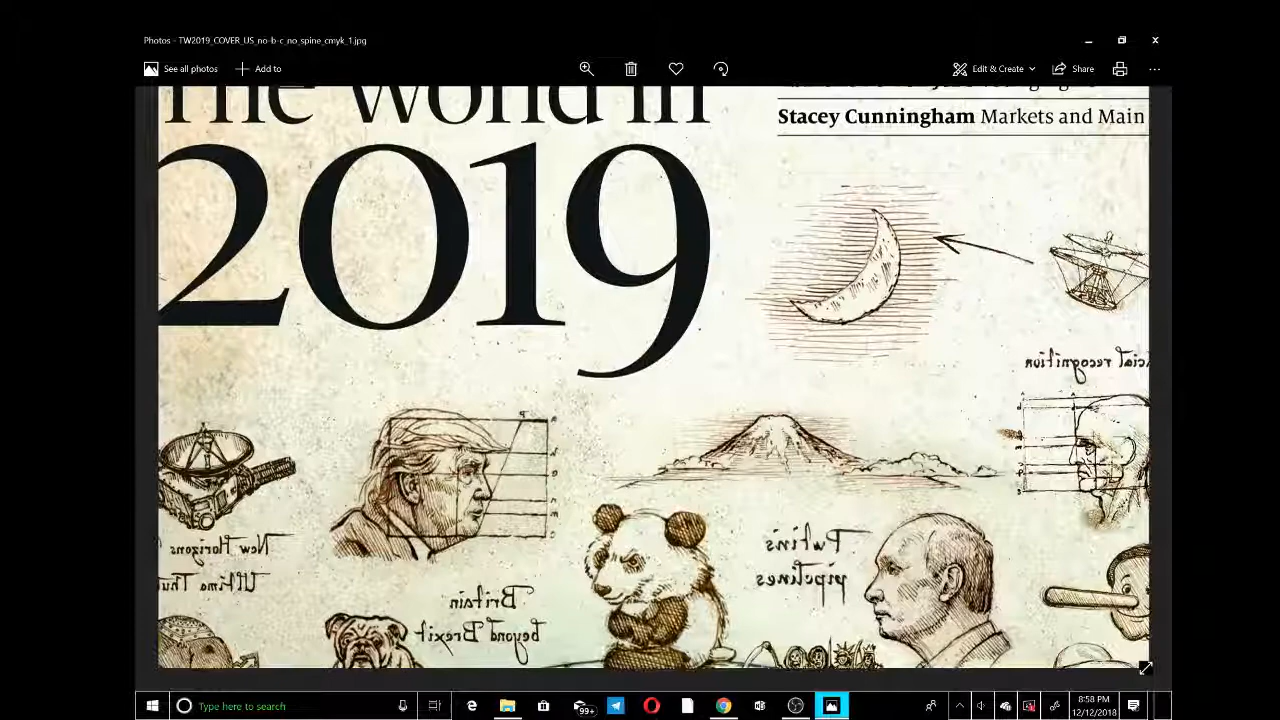 Photos - TW2019_COVER_US_no-b-c_no_spine_cmyk_1.jpg
See all photos
Add to
Edit & Create
Share
The World in
2019
Stacey Cunningham Markets and Main
cial recognition
New Horizons
Ultima Thu
Putin's
pipelines
Britain
beyond Brexit
Type here to search
99+
8:58 PM
12/12/2018